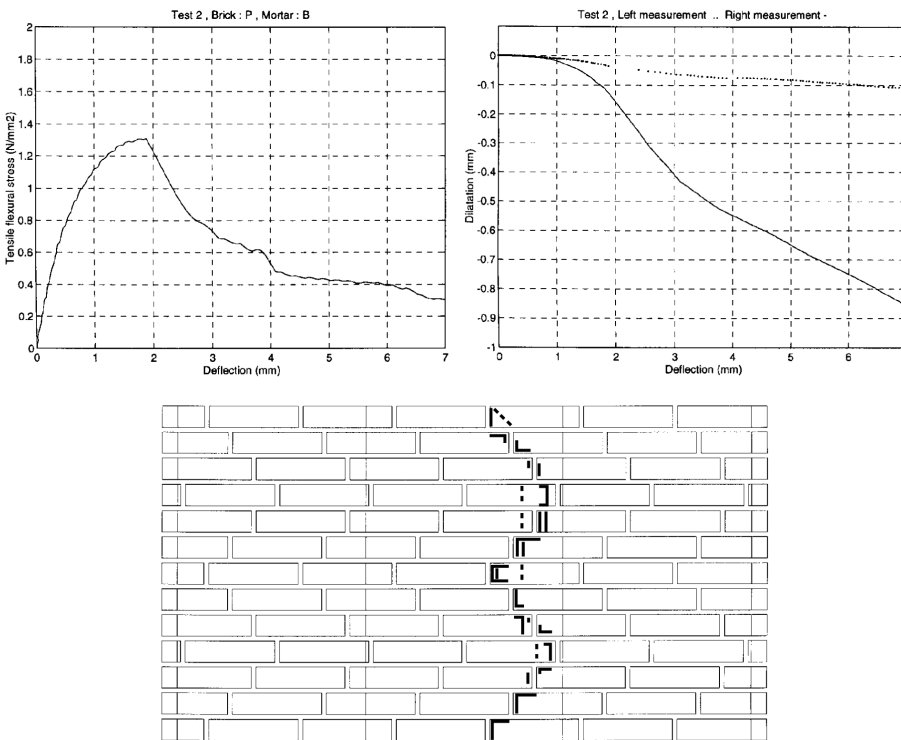 Test 2 , Brick : P , Mortar : B
2
1.8
1.6
1.4
1.2
1
0.8
0.6
0.4
0.2
0
Tensile flexural stress (N/mm2)
0 1 2 3 4 5 6 7
Deflection (mm)
Test 2 , Left measurement .. Right measurement -
0
-0.1
-0.2
-0.3
-0.4
-0.5
-0.6
-0.7
-0.8
-0.9
-1
Dilatation (mm)
0 1 2 3 4 5 6
Deflection (mm)